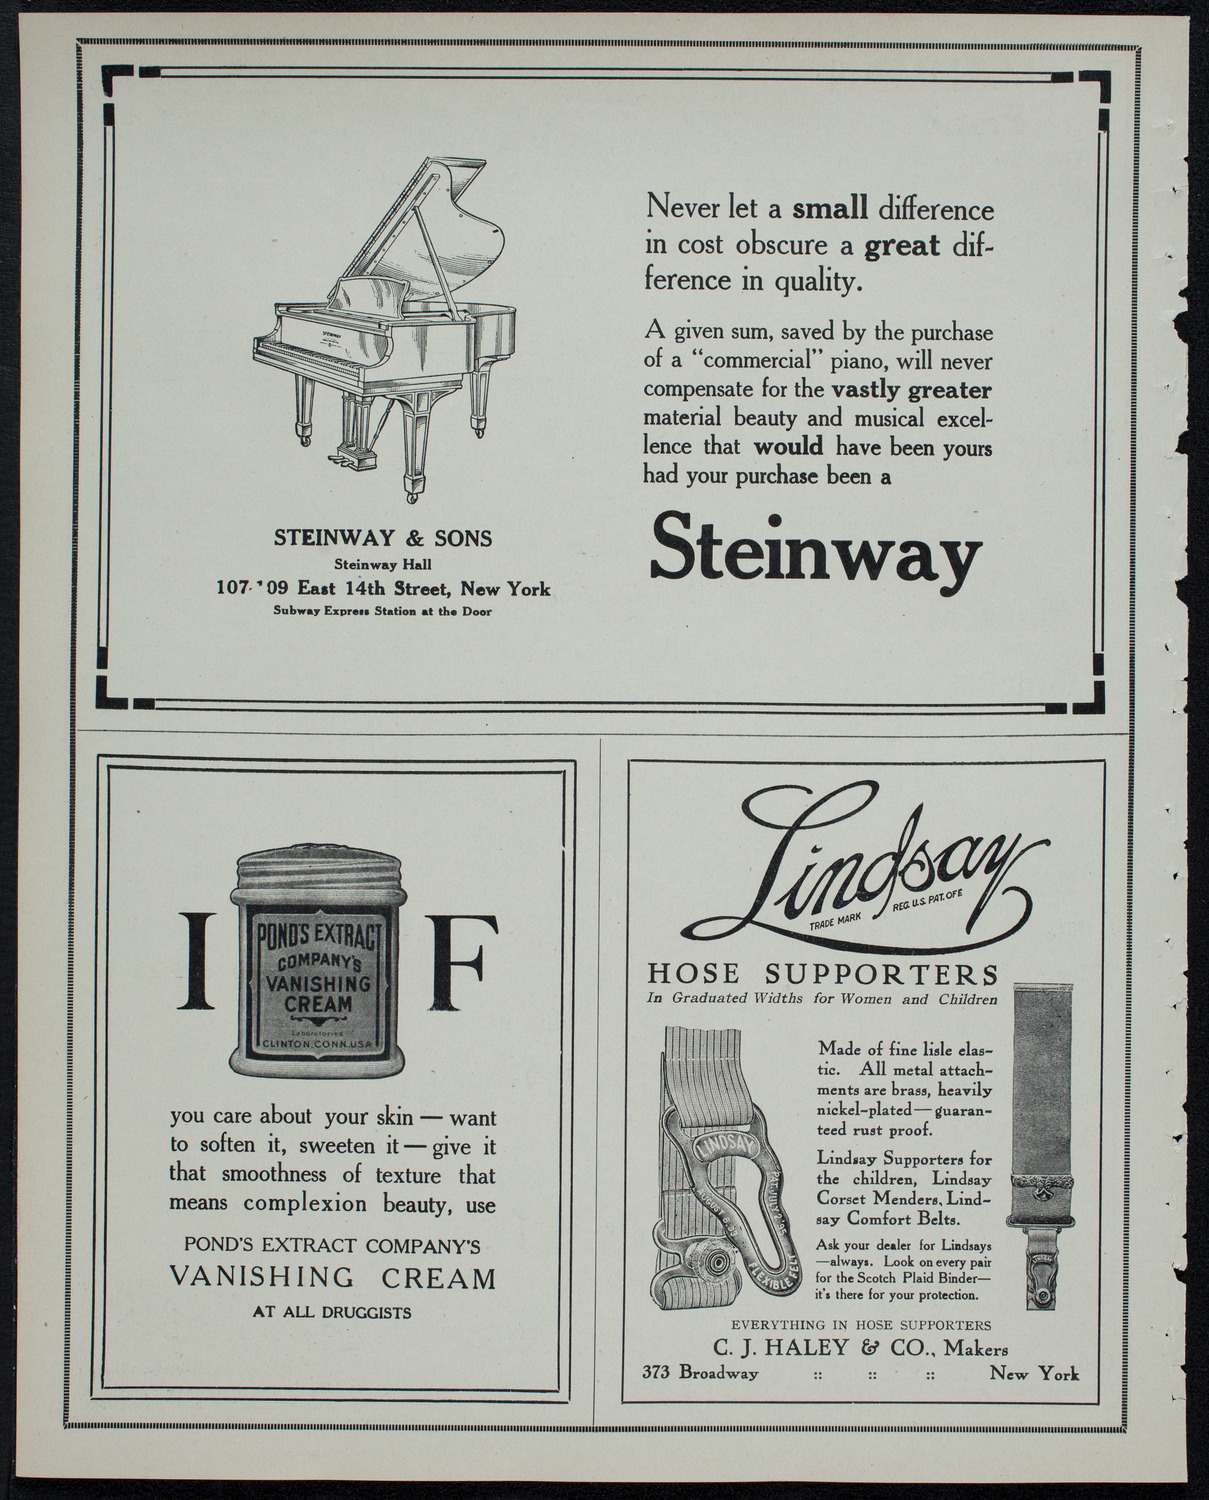 Never let a small difference
in cost obscure a great dif-
ference in quality.
A given sum, saved by the purchase
of a “commercial” piano, will never
compensate for the vastly greater
material beauty and musical excel-
lence that would have been yours
had your purchase been a
Steinway
STEINWAY
STEINWAY & SONS
Steinway Hall
107-109 East 14th Street, New York
Subway Express Station at the Door
I F
POND'S EXTRACT
COMPANY'S
VANISHING
CREAM
Laboratories
CLINTON. CONN. U.S.A
you care about your skin — want
to soften it, sweeten it — give it
that smoothness of texture that
means complexion beauty, use
POND'S EXTRACT COMPANY'S
VANISHING CREAM
AT ALL DRUGGISTS
Lindsay
TRADE MARK REG. U.S. PAT. OFF.
HOSE SUPPORTERS
In Graduated Widths for Women and Children
LINDSAY
FLEXIBLE
Made of fine lisle elas-
tic. All metal attach-
ments are brass, heavily
nickel-plated — guaran-
teed rust proof.
Lindsay Supporters for
the children, Lindsay
Corset Menders, Lind-
say Comfort Belts.
Ask your dealer for Lindsays
—always. Look on every pair
for the Scotch Plaid Binder—
it's there for your protection.
EVERYTHING IN HOSE SUPPORTERS
C. J. HALEY & CO., Makers
373 Broadway :: :: :: New York